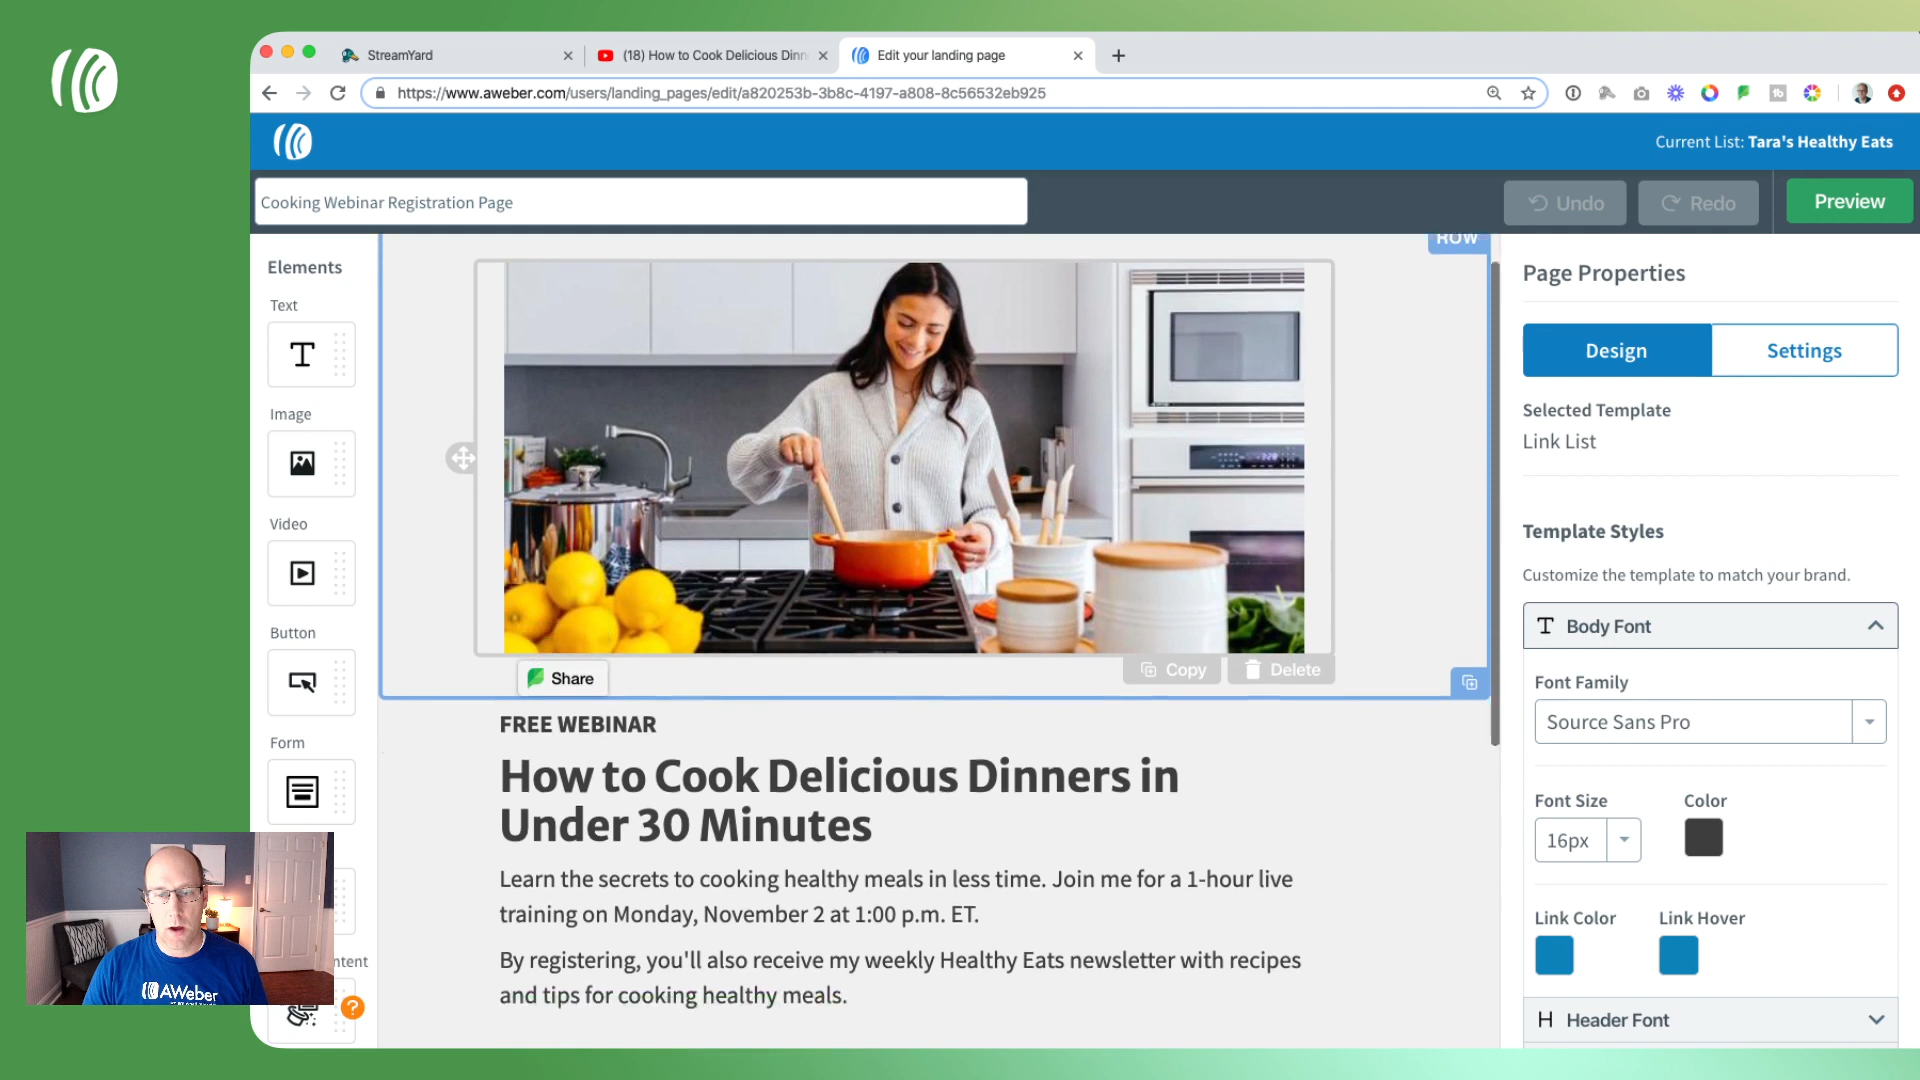 StreamYard
(18) How to Cook Delicious Dinn
Edit your landing page
https://www.aweber.com/users/landing_pages/edit/a820253b-3b8c-4197-a808-8c56532eb925
Current List: Tara's Healthy Eats
Cooking Webinar Registration Page
Undo
Redo
Preview
Elements
Text
Image
Video
Button
Form
ntent
ROW
Share
Copy
Delete
FREE WEBINAR
How to Cook Delicious Dinners in
Under 30 Minutes
Learn the secrets to cooking healthy meals in less time. Join me for a 1-hour live
training on Monday, November 2 at 1:00 p.m. ET.
By registering, you'll also receive my weekly Healthy Eats newsletter with recipes
and tips for cooking healthy meals.
Page Properties
Design
Settings
Selected Template
Link List
Template Styles
Customize the template to match your brand.
Body Font
Font Family
Source Sans Pro
Font Size
Color
16px
Link Color
Link Hover
H Header Font
AWeber
?